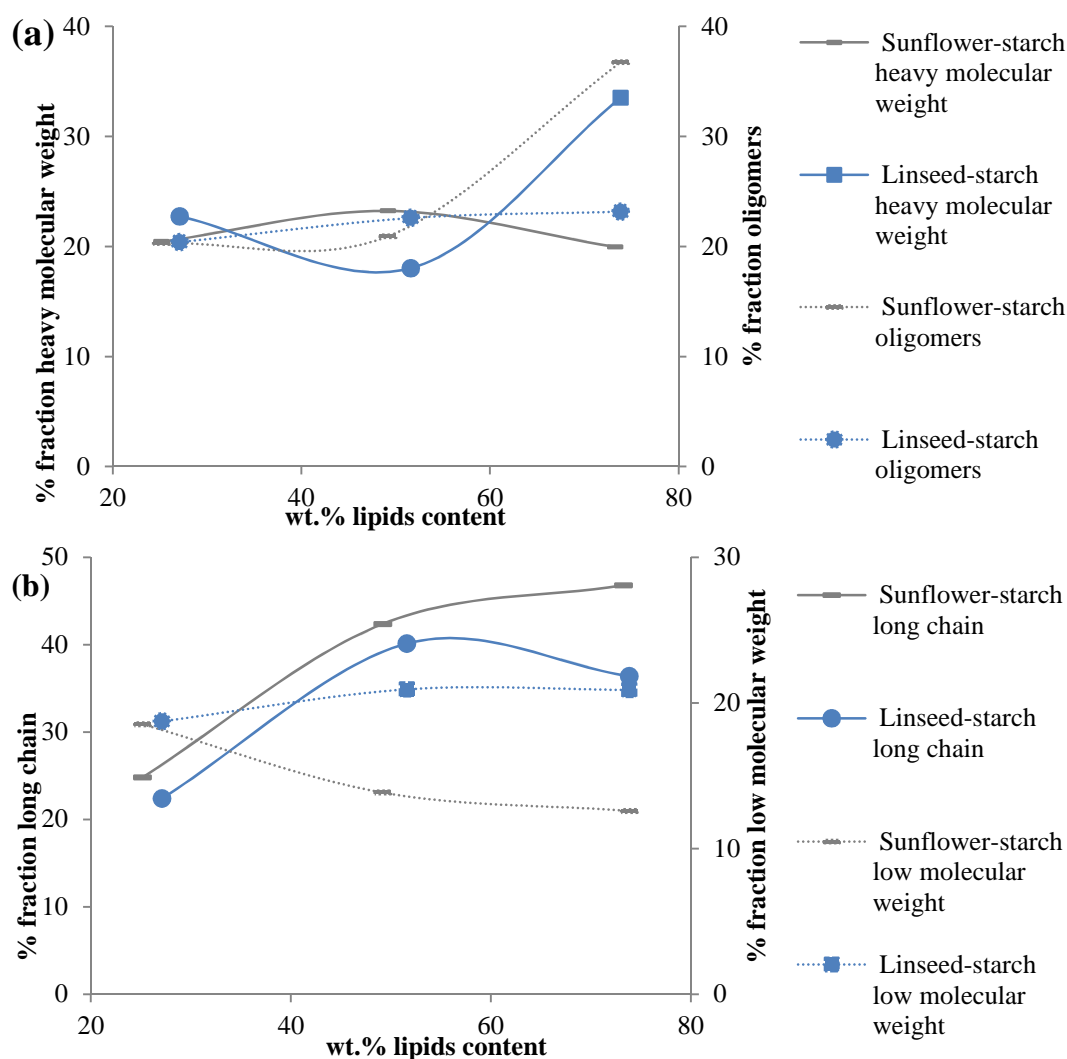 (a)
40
30
20
10
0
% fraction heavy molecular weight
40
30
20
10
0
% fraction oligomers
20
40
60
80
wt.% lipids content
Sunflower-starch
heavy molecular
weight
Linseed-starch
heavy molecular
weight
Sunflower-starch
oligomers
Linseed-starch
oligomers
(b)
50
40
30
20
10
0
% fraction long chain
30
20
10
0
% fraction low molecular weight
20
40
60
80
wt.% lipids content
Sunflower-starch
long chain
Linseed-starch
long chain
Sunflower-starch
low molecular
weight
Linseed-starch
low molecular
weight